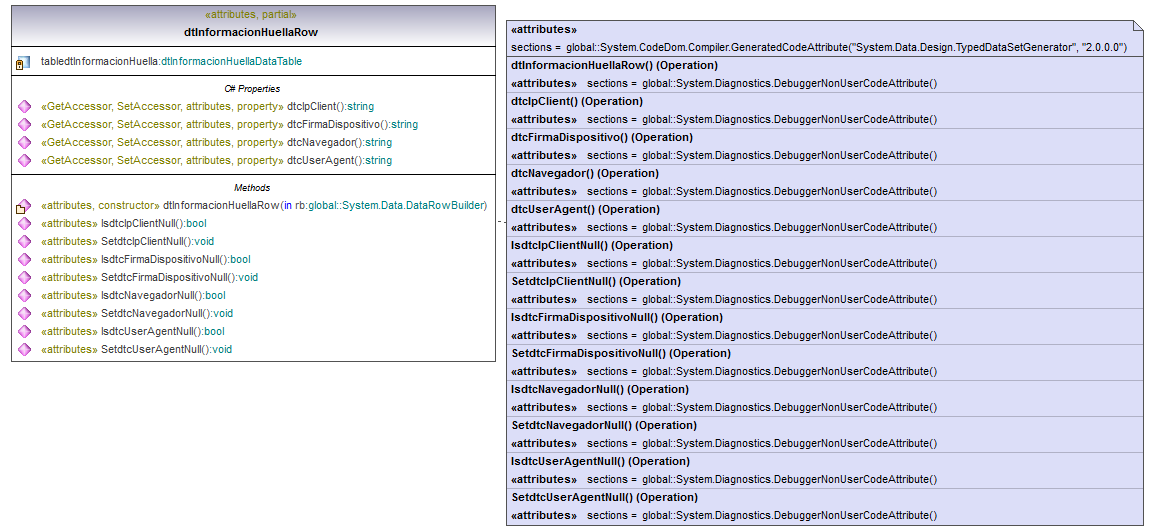 «attributes, partial»
dtInformacionHuellaRow
tabledtInformacionHuella:dtInformacionHuellaDataTable
C# Properties
«GetAccessor, SetAccessor, attributes, property» dtcIpClient():string
«GetAccessor, SetAccessor, attributes, property» dtcFirmaDispositivo():string
«GetAccessor, SetAccessor, attributes, property» dtcNavegador():string
«GetAccessor, SetAccessor, attributes, property» dtcUserAgent():string
Methods
«attributes, constructor» dtInformacionHuellaRow(in rb:global::System.Data.DataRowBuilder)
«attributes» IsdtcIpClientNull():bool
«attributes» SetdtcIpClientNull():void
«attributes» IsdtcFirmaDispositivoNull():bool
«attributes» SetdtcFirmaDispositivoNull():void
«attributes» IsdtcNavegadorNull():bool
«attributes» SetdtcNavegadorNull():void
«attributes» IsdtcUserAgentNull():bool
«attributes» SetdtcUserAgentNull():void
«attributes»
sections = global::System.CodeDom.Compiler.GeneratedCodeAttribute("System.Data.Design.TypedDataSetGenerator", "2.0.0.0")
dtInformacionHuellaRow() (Operation)
«attributes» sections = global::System.Diagnostics.DebuggerNonUserCodeAttribute()
dtcIpClient() (Operation)
«attributes» sections = global::System.Diagnostics.DebuggerNonUserCodeAttribute()
dtcFirmaDispositivo() (Operation)
«attributes» sections = global::System.Diagnostics.DebuggerNonUserCodeAttribute()
dtcNavegador() (Operation)
«attributes» sections = global::System.Diagnostics.DebuggerNonUserCodeAttribute()
dtcUserAgent() (Operation)
«attributes» sections = global::System.Diagnostics.DebuggerNonUserCodeAttribute()
IsdtcIpClientNull() (Operation)
«attributes» sections = global::System.Diagnostics.DebuggerNonUserCodeAttribute()
SetdtcIpClientNull() (Operation)
«attributes» sections = global::System.Diagnostics.DebuggerNonUserCodeAttribute()
IsdtcFirmaDispositivoNull() (Operation)
«attributes» sections = global::System.Diagnostics.DebuggerNonUserCodeAttribute()
SetdtcFirmaDispositivoNull() (Operation)
«attributes» sections = global::System.Diagnostics.DebuggerNonUserCodeAttribute()
IsdtcNavegadorNull() (Operation)
«attributes» sections = global::System.Diagnostics.DebuggerNonUserCodeAttribute()
SetdtcNavegadorNull() (Operation)
«attributes» sections = global::System.Diagnostics.DebuggerNonUserCodeAttribute()
IsdtcUserAgentNull() (Operation)
«attributes» sections = global::System.Diagnostics.DebuggerNonUserCodeAttribute()
SetdtcUserAgentNull() (Operation)
«attributes» sections = global::System.Diagnostics.DebuggerNonUserCodeAttribute()